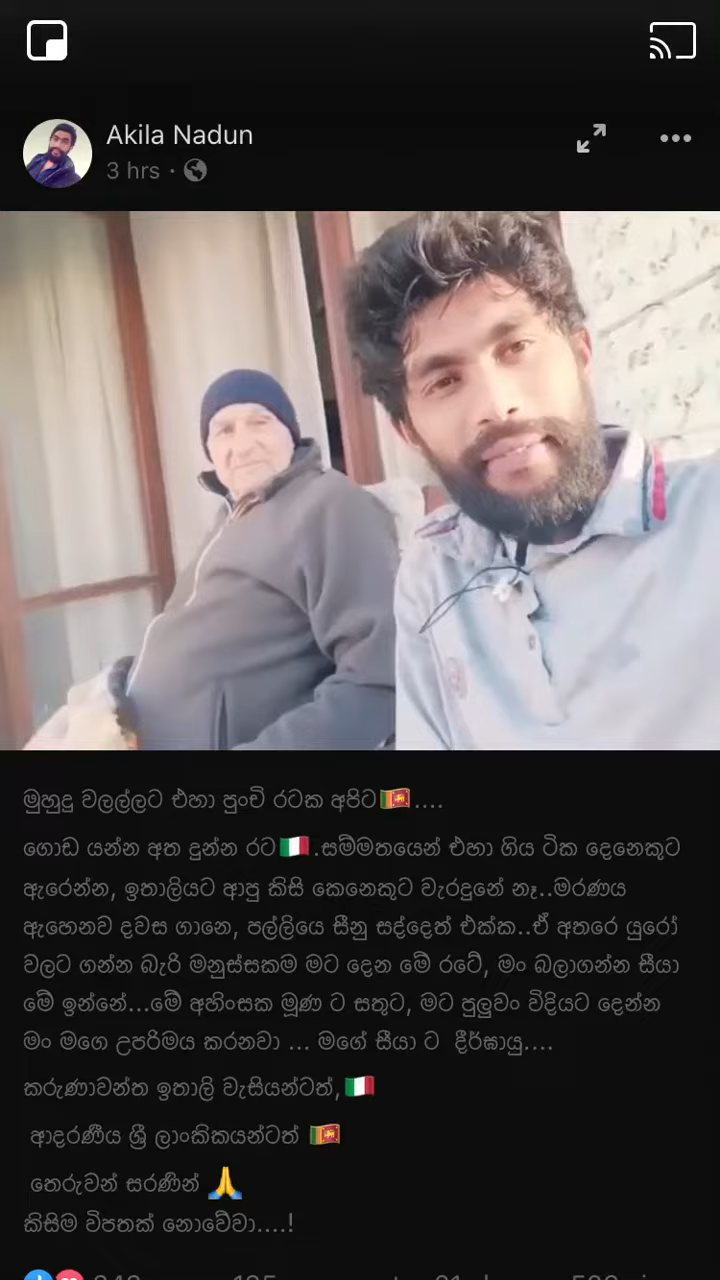 Akila Nadun
3 hrs ·
මුහුදු වලල්ලට එහා පුංචි රටක අපිට🇱🇰....
ගොඩ යන්න අත දුන්න රට🇮🇹.සම්මතයෙන් එහා ගිය ටික දෙනෙකුට
ඇරෙන්න, ඉතාලියට ආපු කිසි කෙනෙකුට වැරදුනේ නෑ..මරණය
ඇහෙනව දවස ගානෙ, පල්ලියෙ සීනු සද්දෙත් එක්ක..ඒ අතරෙ යුරෝ
වලට ගන්න බැරි මනුස්සකම මට දෙන මේ රටේ, මං බලාගන්න සීයා
මේ ඉන්නේ...මේ අහිංසක මූණ ට සතුට, මට පුලුවං විදියට දෙන්න
මං මගෙ උපරිමය කරනවා ... මගේ සීයා ට දීර්ඝායු....
කරුණාවන්ත ඉතාලි වැසියන්ටත්,🇮🇹
ආදරණීය ශ්‍රී ලාංකිකයන්ටත් 🇱🇰
තෙරුවන් සරණින් 🙏
කිසිම විපතක් නොවේවා....!